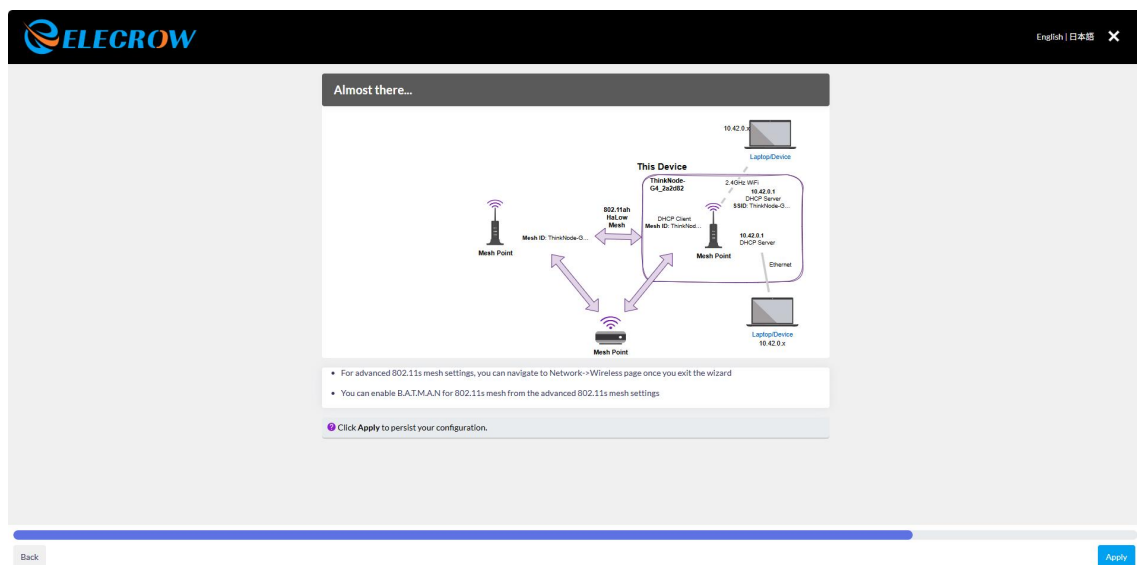 ELECROW
English | 日本語
Almost there...
10.42.0.x
Laptop/Device
This Device
ThinkNode-
G4_2a2d82
2.4GHz WiFi
10.42.0.1
DHCP Server
SSID: ThinkNode-G...
802.11ah
HaLow
Mesh
DHCP Client
Mesh ID: ThinkNod...
Mesh ID: ThinkNode-G...
10.42.0.1
DHCP Server
Mesh Point
Mesh Point
Ethernet
Laptop/Device
10.42.0.x
Mesh Point
For advanced 802.11s mesh settings, you can navigate to Network->Wireless page once you exit the wizard
You can enable B.A.T.M.A.N for 802.11s mesh from the advanced 802.11s mesh settings
Click Apply to persist your configuration.
Back
Apply